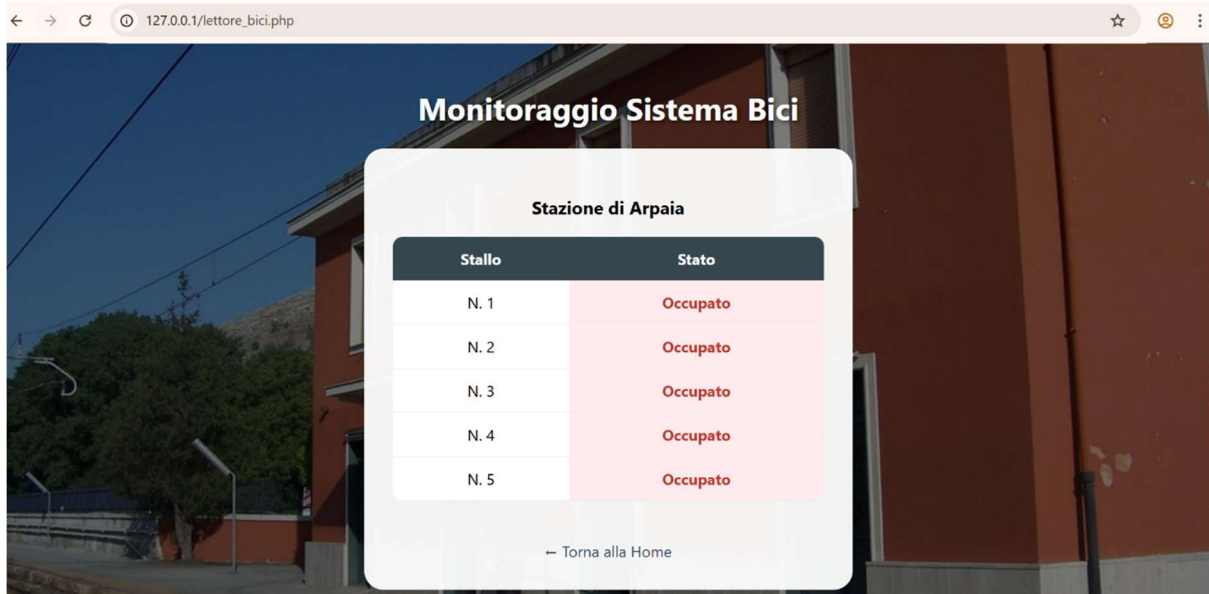 127.0.0.1/lettore_bici.php
Monitoraggio Sistema Bici
Stazione di Arpaia
Stallo Stato
N. 1 Occupato
N. 2 Occupato
N. 3 Occupato
N. 4 Occupato
N. 5 Occupato
← Torna alla Home